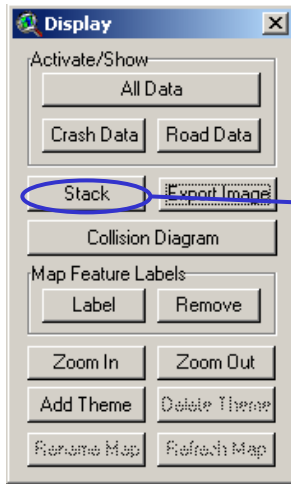 Display
Activate/Show
All Data
Crash Data Road Data
Stack Export Image
Collision Diagram
Map Feature Labels
Label Remove
Zoom In Zoom Out
Add Theme Delete Theme
Rename Map Refresh Map